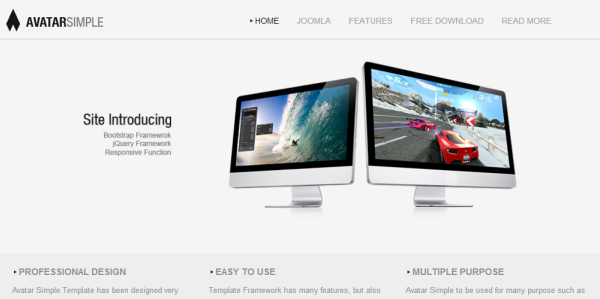 AVATARSIMPLE
HOME JOOMLA FEATURES FREE DOWNLOAD READ MORE
Site Introducing
Bootstrap Framewrok
jQuery Framework
Responsive Function
PROFESSIONAL DESIGN
Avatar Simple Template has been designed very
EASY TO USE
Template Framework has many features, but also
MULTIPLE PURPOSE
Avatar Simple to be used for many purpose such as